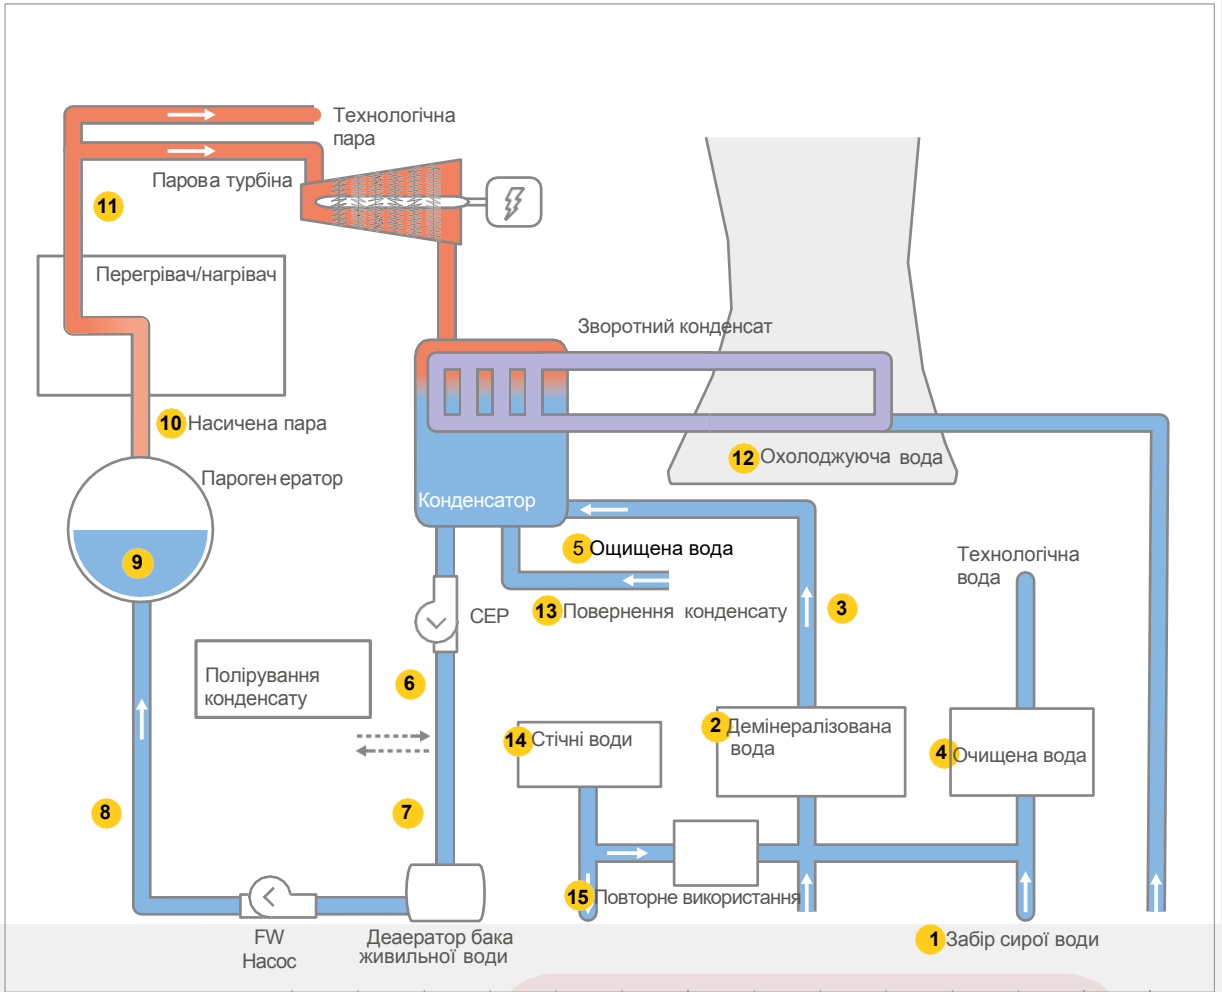 Технологічна
пара
Парова турбіна
11
Перегрівач/нагрівач
Зворотний конденсат
10 Насичена пара
12 Охолоджуюча вода
Пароген ератор
Конденсатор
9
5 Ощищена вода
Технологічна
вода
13 Повернення конденсату
3
CEP
Полірування
конденсату
6
14 Стічні води
2 Демінералізована
вода
4 Очищена вода
8
7
15 Повторне використання
FW
Насос
Деаератор бака
живильної води
1 Забір сирої води